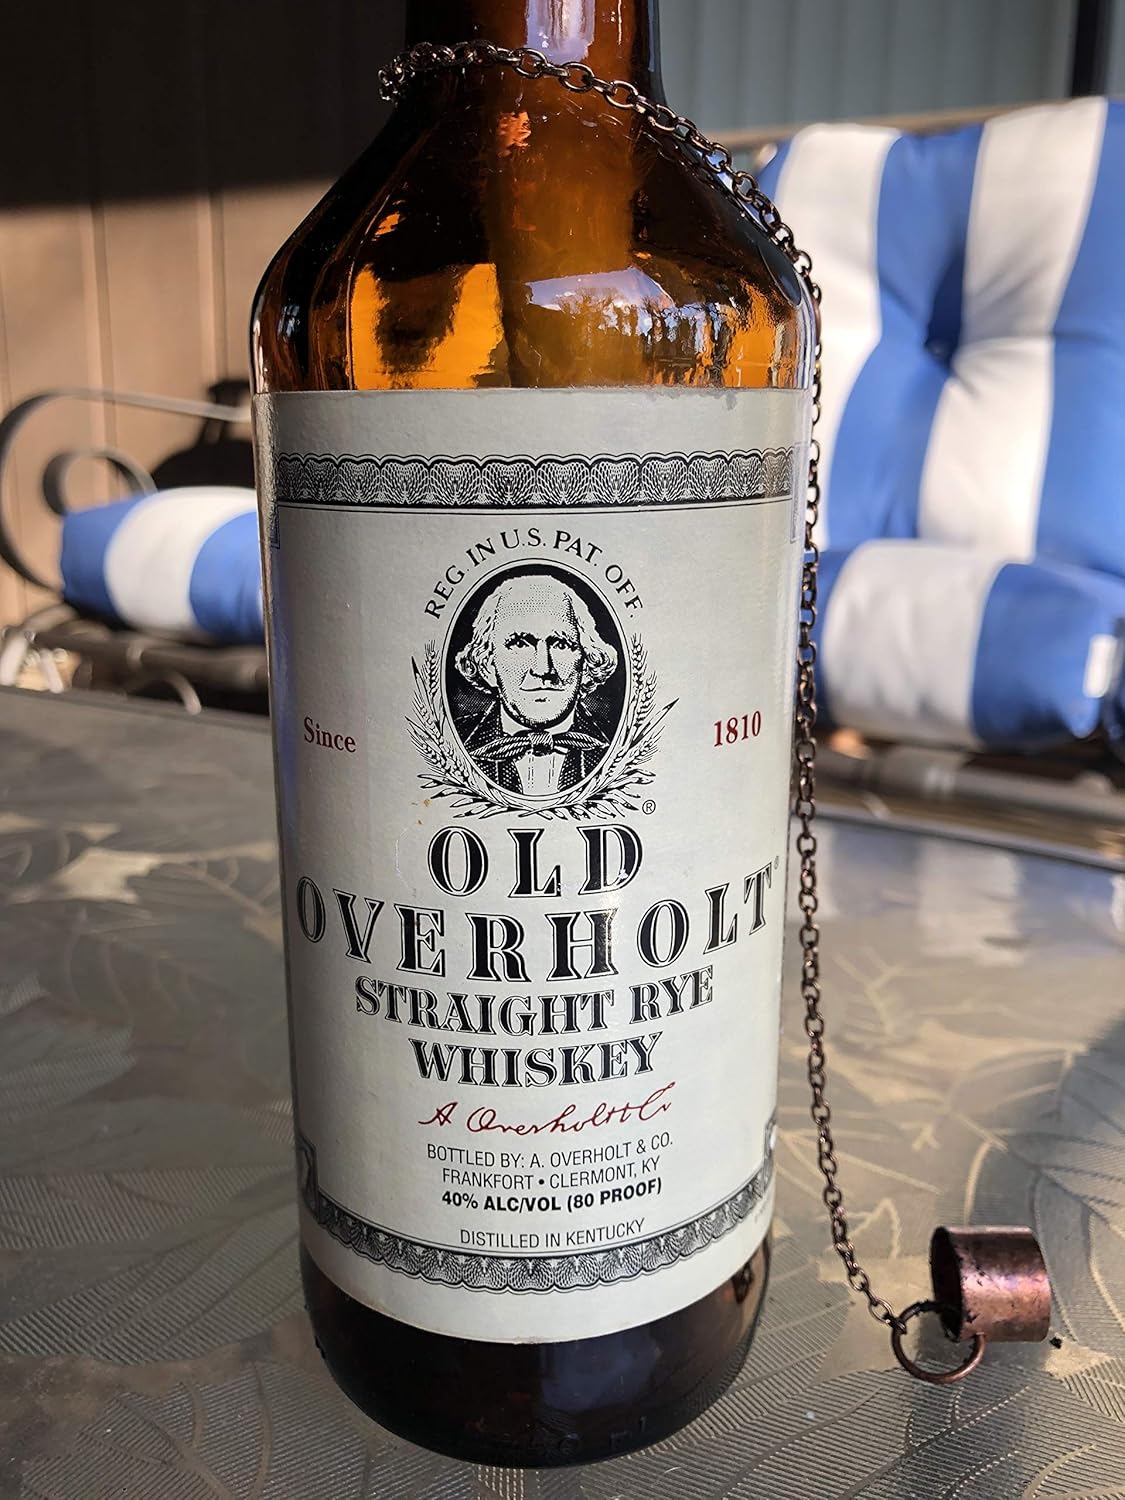 REG. IN U.S. PAT. OFF.
Since 1810
®
OLD
OVERHOLT®
STRAIGHT RYE
WHISKEY
A Overholt & Co
BOTTLED BY: A. OVERHOLT & CO.
FRANKFORT • CLERMONT, KY
40% ALC/VOL (80 PROOF)
DISTILLED IN KENTUCKY